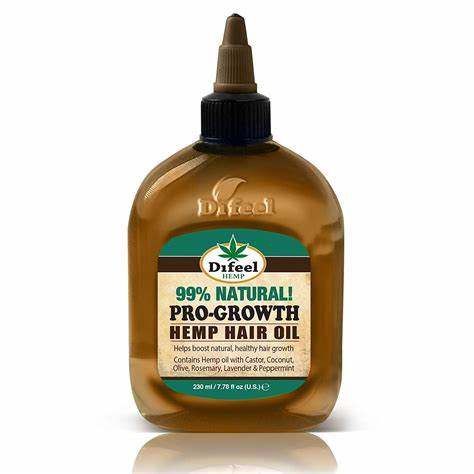 Difeel
Difeel
HEMP
99% NATURAL!
PRO-GROWTH
HEMP HAIR OIL
Helps boost natural, healthy hair growth
Contains Hemp oil with Castor, Coconut,
Olive, Rosemary, Lavender & Peppermint
230 ml / 7.78 fl oz (U.S.) ℮